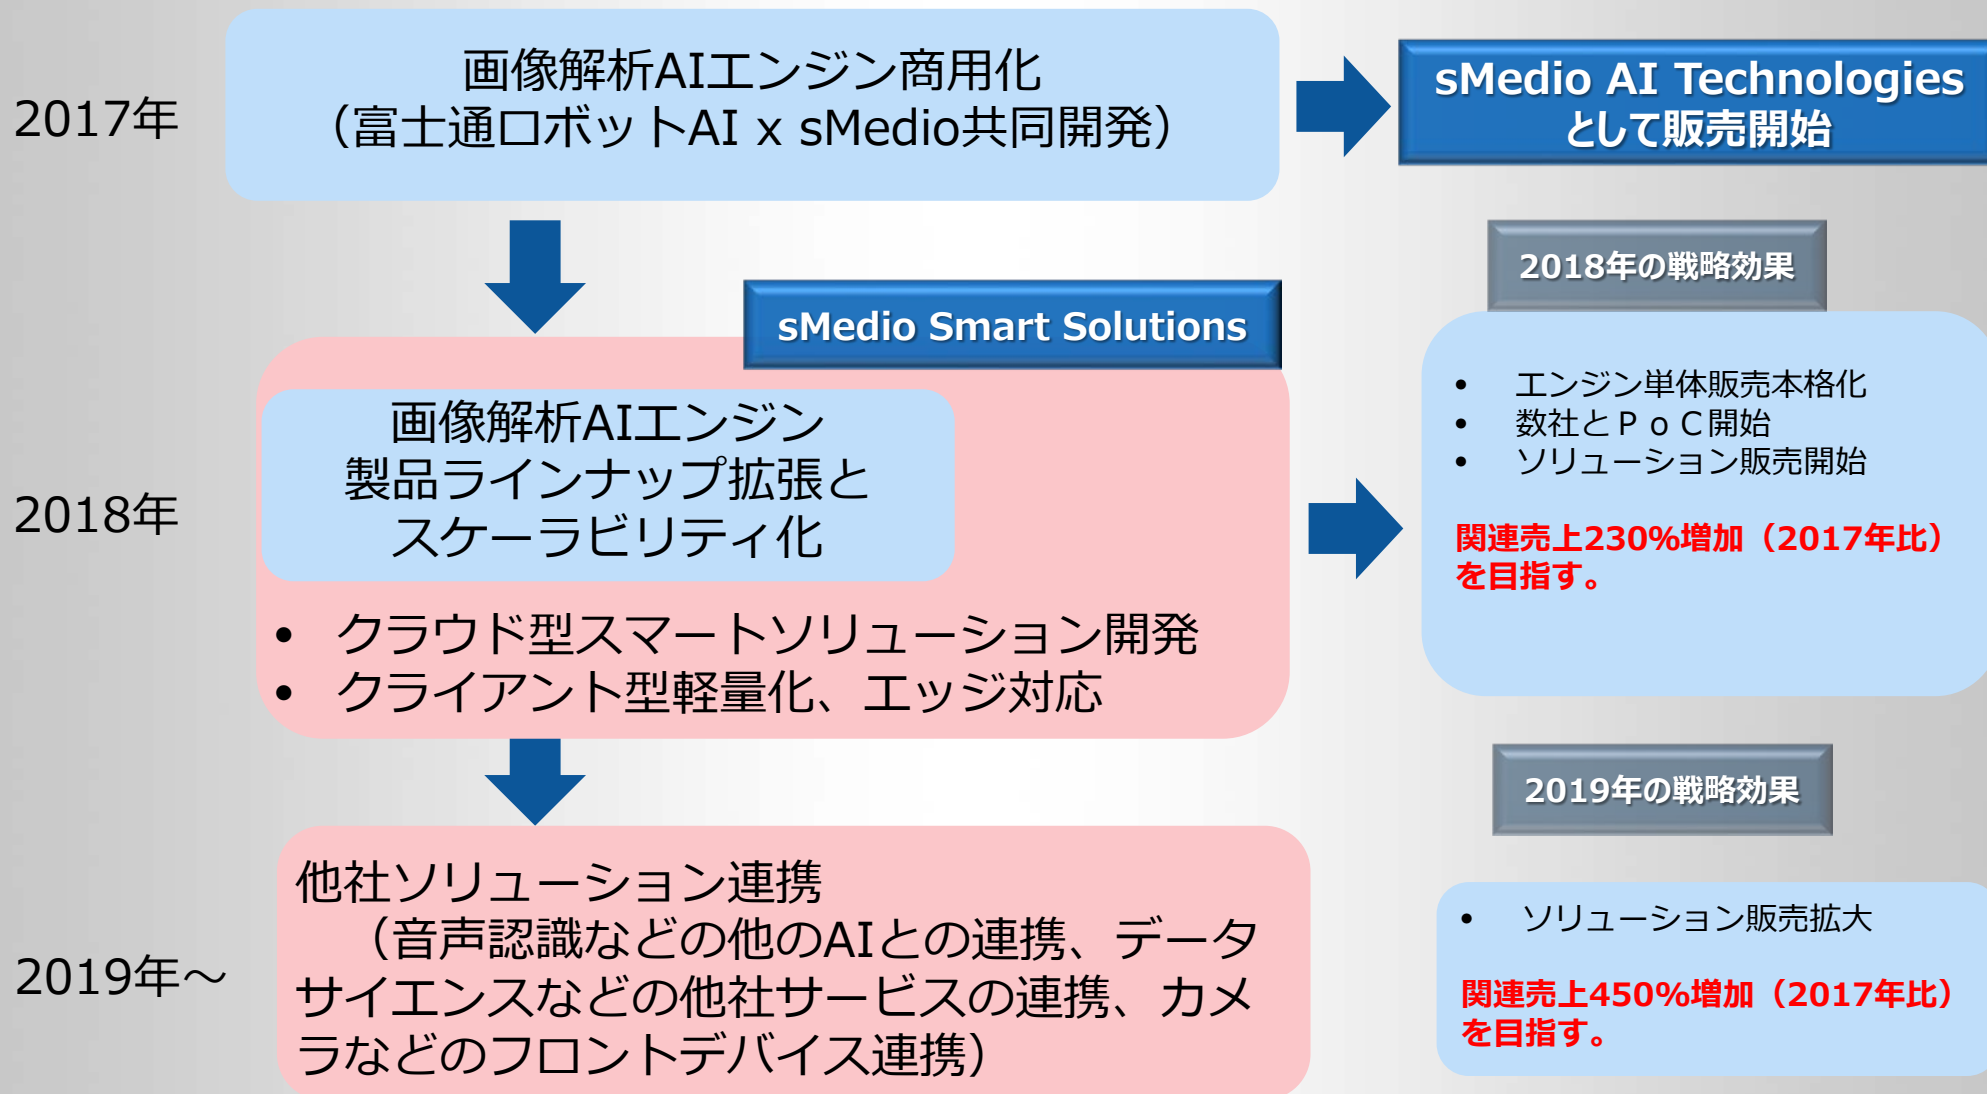 2017年
画像解析AIエンジン商用化
（富士通ロボットAI x sMedio共同開発）
sMedio AI Technologies
として販売開始
2018年
sMedio Smart Solutions
画像解析AIエンジン
製品ラインナップ拡張と
スケーラビリティ化
• クラウド型スマートソリューション開発
• クライアント型軽量化、エッジ対応
2018年の戦略効果
• エンジン単体販売本格化
• 数社とＰｏＣ開始
• ソリューション販売開始
関連売上230%増加（2017年比）
を目指す。
2019年～
他社ソリューション連携
（音声認識などの他のAIとの連携、データ
サイエンスなどの他社サービスの連携、カメ
ラなどのフロントデバイス連携）
2019年の戦略効果
• ソリューション販売拡大
関連売上450%増加（2017年比）
を目指す。